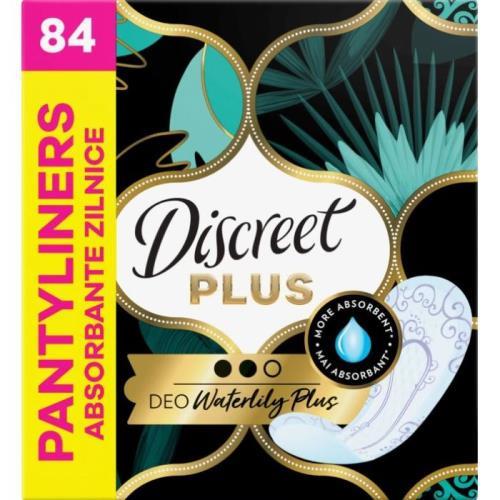 84
PANTYLINERS
ABSORBANTE ZILNICE
Discreet
PLUS
• MORE ABSORBENT •
MAI ABSORBANT
DEO Waterlily Plus